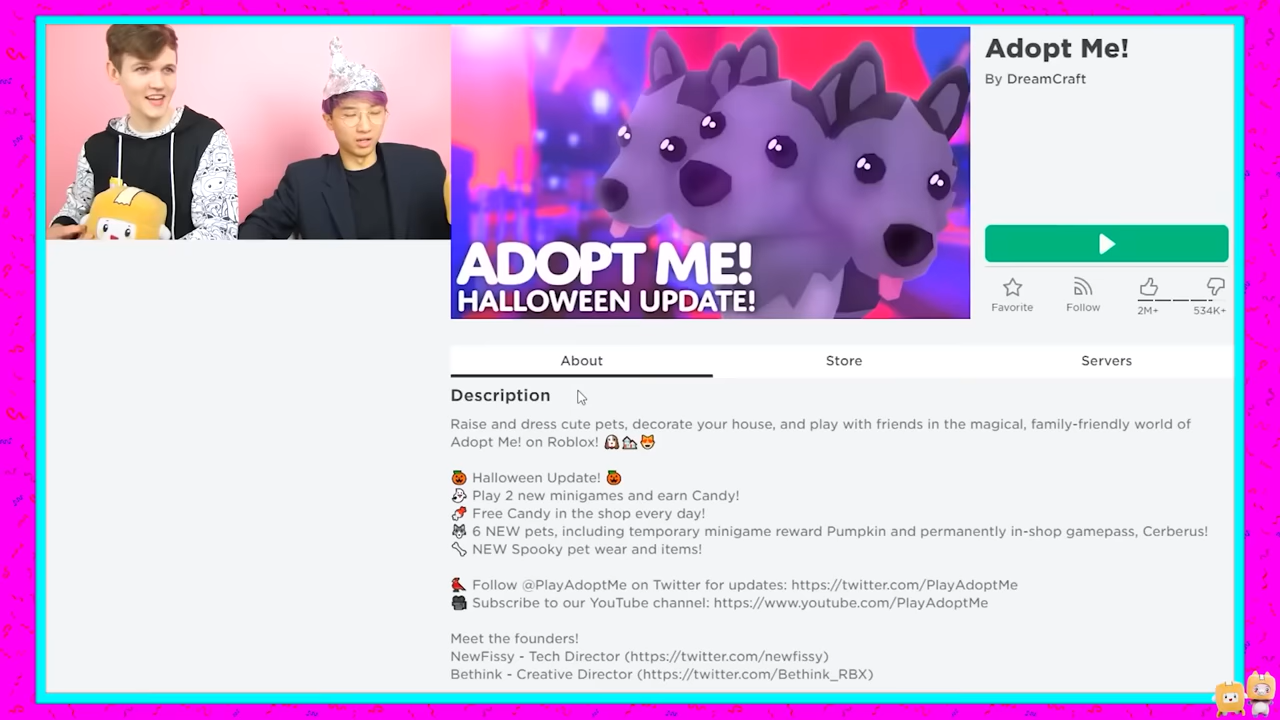 Adopt Me!
By DreamCraft
ADOPT ME!
HALLOWEEN UPDATE!
Favorite
Follow
2M+
534K+
About
Store
Servers
Description
Raise and dress cute pets, decorate your house, and play with friends in the magical, family-friendly world of
Adopt Me! on Roblox! 🐶🏡😺
🎃 Halloween Update! 🎃
👻 Play 2 new minigames and earn Candy!
🍬 Free Candy in the shop every day!
🐺 6 NEW pets, including temporary minigame reward Pumpkin and permanently in-shop gamepass, Cerberus!
🦴 NEW Spooky pet wear and items!
🐦 Follow @PlayAdoptMe on Twitter for updates: https://twitter.com/PlayAdoptMe
🎥 Subscribe to our YouTube channel: https://www.youtube.com/PlayAdoptMe
Meet the founders!
NewFissy - Tech Director (https://twitter.com/newfissy)
Bethink - Creative Director (https://twitter.com/Bethink_RBX)